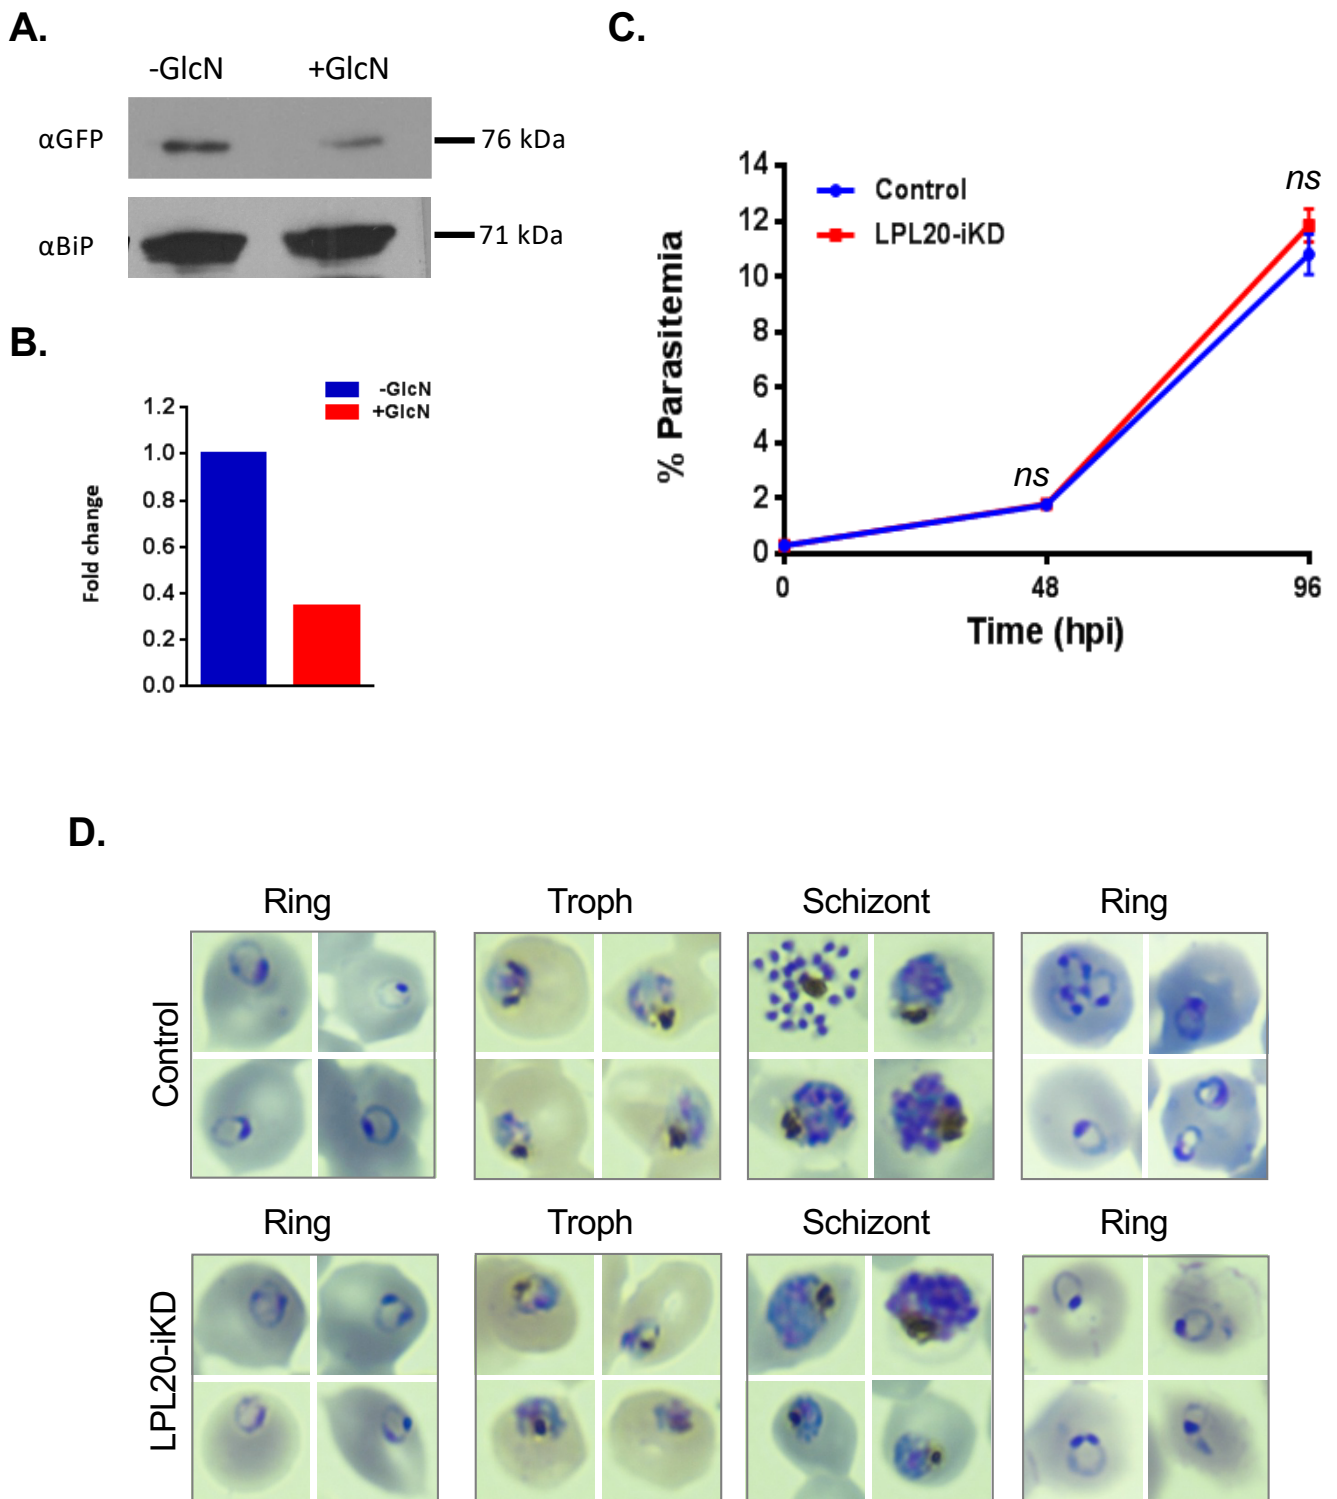 A.
-GlcN +GlcN
αGFP 76 kDa
αBiP 71 kDa
B.
-GlcN
+GlcN
1.2
1.0
0.8
0.6
0.4
0.2
0.0
Fold change
C.
Control
LPL20-iKD
14
12
10
8
6
4
2
0
% Parasitemia
ns
ns
0 48 96
Time (hpi)
D.
Ring Troph Schizont Ring
Control
Ring Troph Schizont Ring
LPL20-iKD